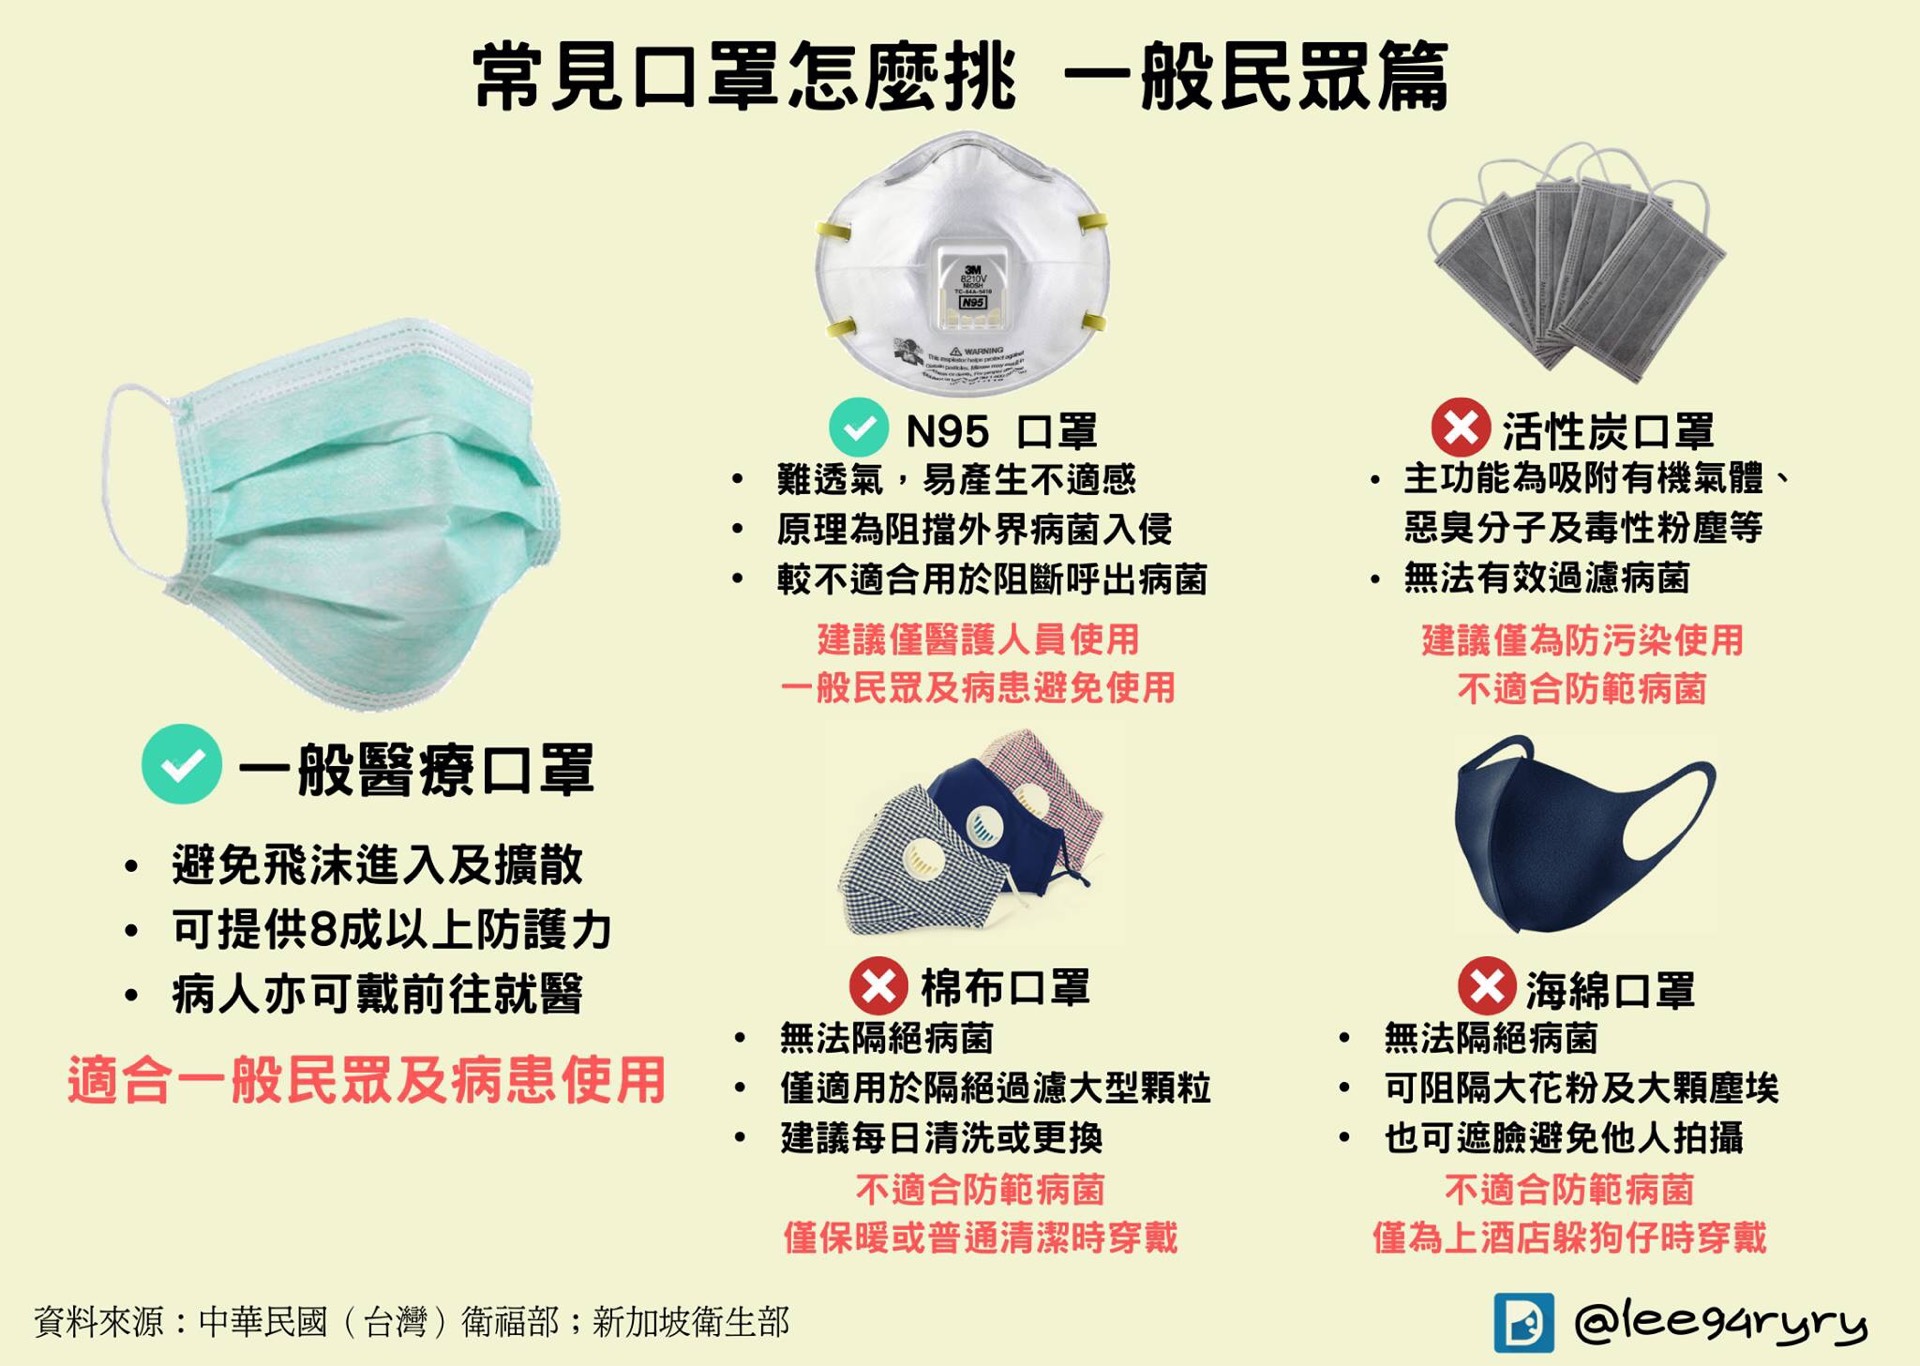 常見口罩怎麼挑 一般民眾篇
一般醫療口罩
• 避免飛沫進入及擴散
• 可提供8成以上防護力
• 病人亦可戴前往就醫
適合一般民眾及病患使用
3M
8210V
NIOSH
N95
WARNING
N95 口罩
• 難透氣，易產生不適感
• 原理為阻擋外界病菌入侵
• 較不適合用於阻斷呼出病菌
建議僅醫護人員使用
一般民眾及病患避免使用
活性炭口罩
• 主功能為吸附有機氣體、
惡臭分子及毒性粉塵等
• 無法有效過濾病菌
建議僅為防污染使用
不適合防範病菌
棉布口罩
• 無法隔絕病菌
• 僅適用於隔絕過濾大型顆粒
• 建議每日清洗或更換
不適合防範病菌
僅保暖或普通清潔時穿戴
海綿口罩
• 無法隔絕病菌
• 可阻隔大花粉及大顆塵埃
• 也可遮臉避免他人拍攝
不適合防範病菌
僅為上酒店躲狗仔時穿戴
資料來源：中華民國（台灣）衛福部；新加坡衛生部
@lee94ryry